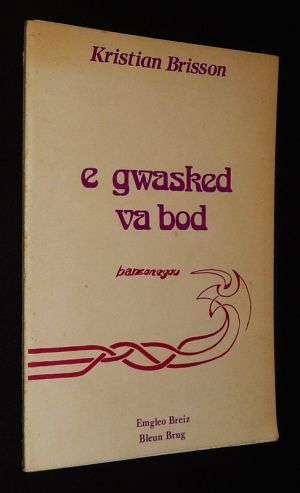 Kristian Brisson
e gwasked
va bod
barzonegou
Emgleo Breiz
Bleun Brug